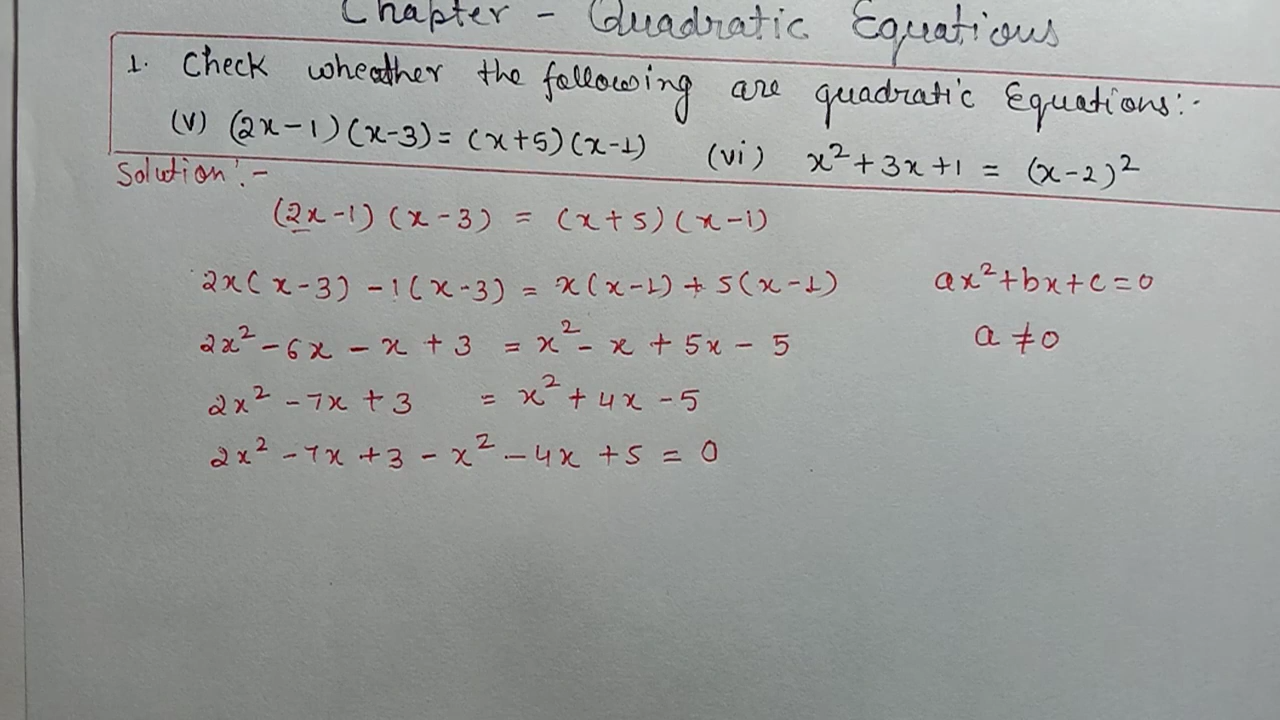 Chapter - Quadratic Equations
1. Check wheather the following are quadratic Equations:-
(v) (2x-1)(x-3)=(x+5)(x-1) (vi) x²+3x+1 = (x-2)²
Solution:-
(2x-1)(x-3) = (x+5)(x-1)
2x(x-3)-1(x-3) = x(x-1)+5(x-1) ax²+bx+c=0
2x²-6x-x+3 = x²-x+5x-5 a≠0
2x²-7x+3 = x²+4x-5
2x²-7x+3-x²-4x+5=0